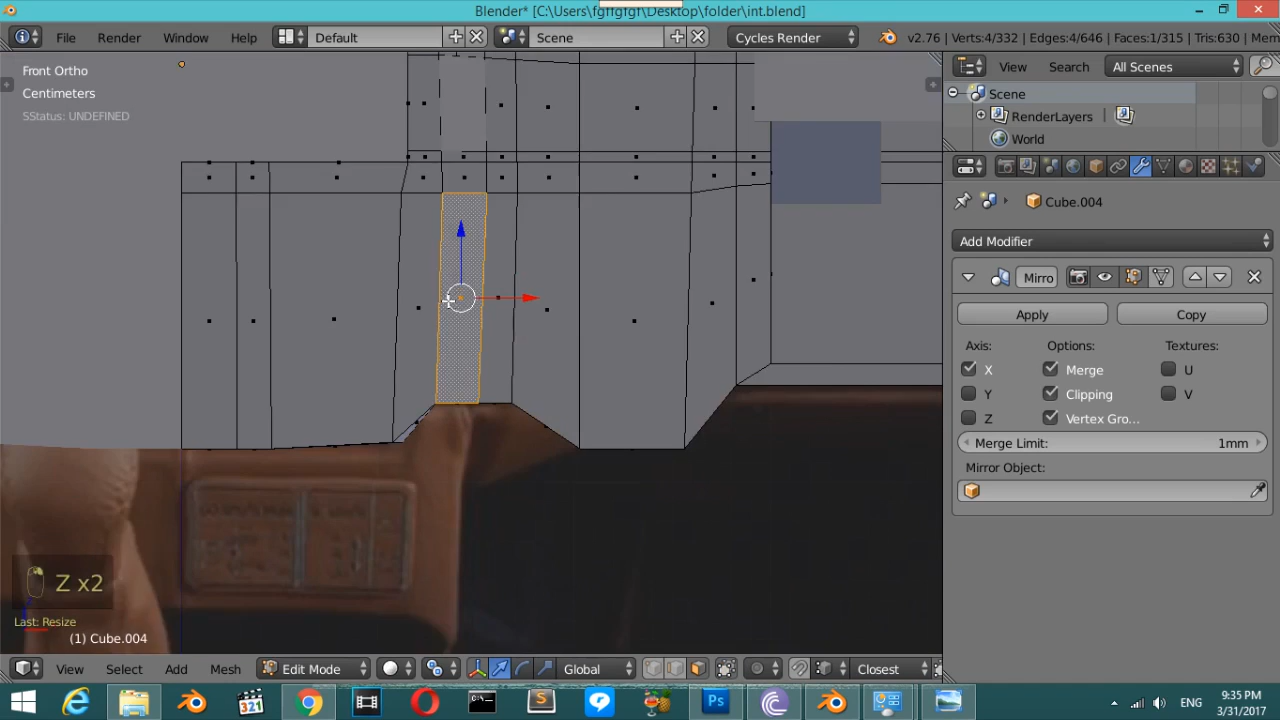 Blender* [C:\Users\fgffgfgf\Desktop\folder\int.blend]
File Render Window Help Default Scene Cycles Render v2.76 | Verts:4/332 | Edges:4/646 | Faces:1/315 | Tris:630 | Mem
Front Ortho
Centimeters
SStatus: UNDEFINED
View Search All Scenes
Scene
RenderLayers
World
Cube.004
Add Modifier
Mirro
Apply Copy
Axis: Options: Textures:
X Merge U
Y Clipping V
Z Vertex Gro...
Merge Limit: 1mm
Mirror Object:
Z x2
Last: Resize
(1) Cube.004
View Select Add Mesh Edit Mode Global Closest
321
ENG
9:35 PM
3/31/2017